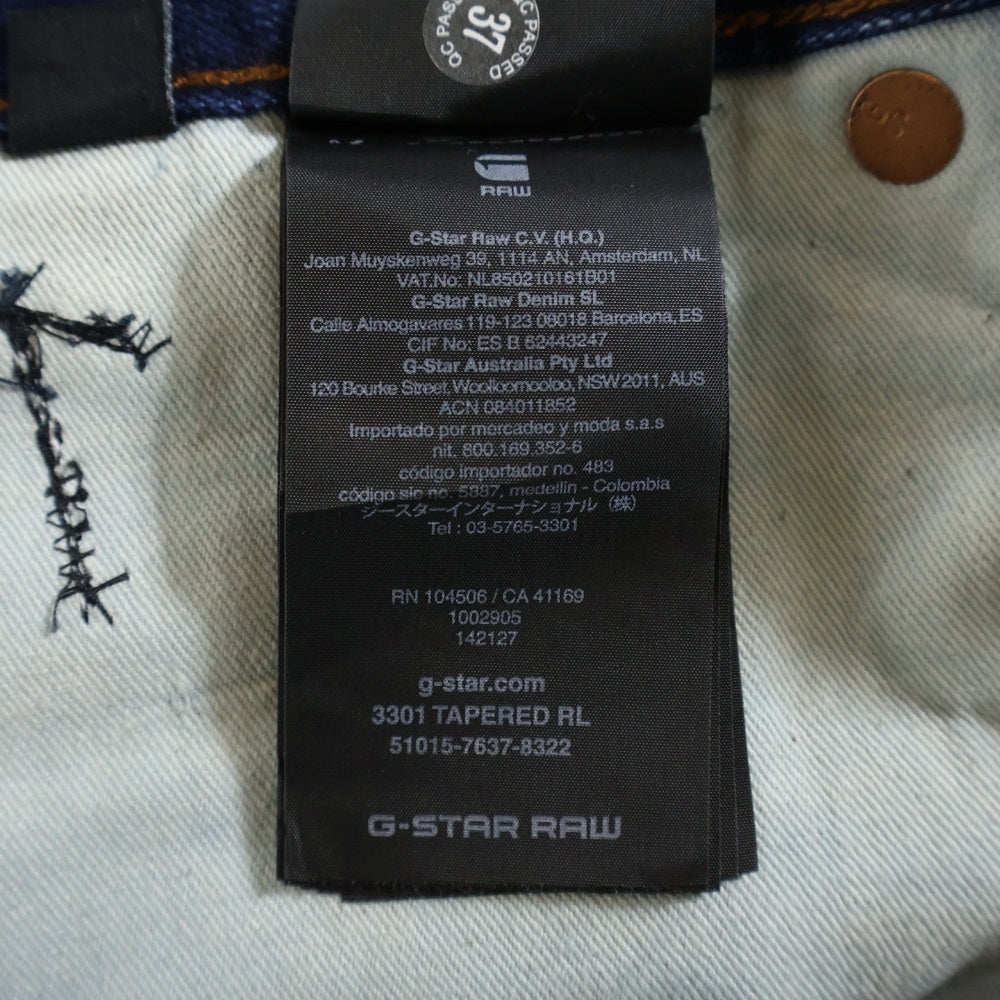 QC PASSED
37
RAW
G-Star Raw C.V. (H.Q.)
Joan Muyskenweg 39, 1114 AN, Amsterdam, NL
VAT.No: NL850210161B01
G-Star Raw Denim SL
Calle Almogavares 119-123 08018 Barcelona, ES
CIF No: ES B 62443247
G-Star Australia Pty Ltd
120 Bourke Street, Woolloomooloo, NSW 2011, AUS
ACN 084011852
Importado por mercadeo y moda s.a.s
nit. 800.169.352-6
código importador no. 483
código sic no. 5887, medellin - Colombia
ジースターインターナショナル (株)
Tel : 03-5765-3301
RN 104506 / CA 41169
1002905
142127
g-star.com
3301 TAPERED RL
51015-7637-8322
G-STAR RAW